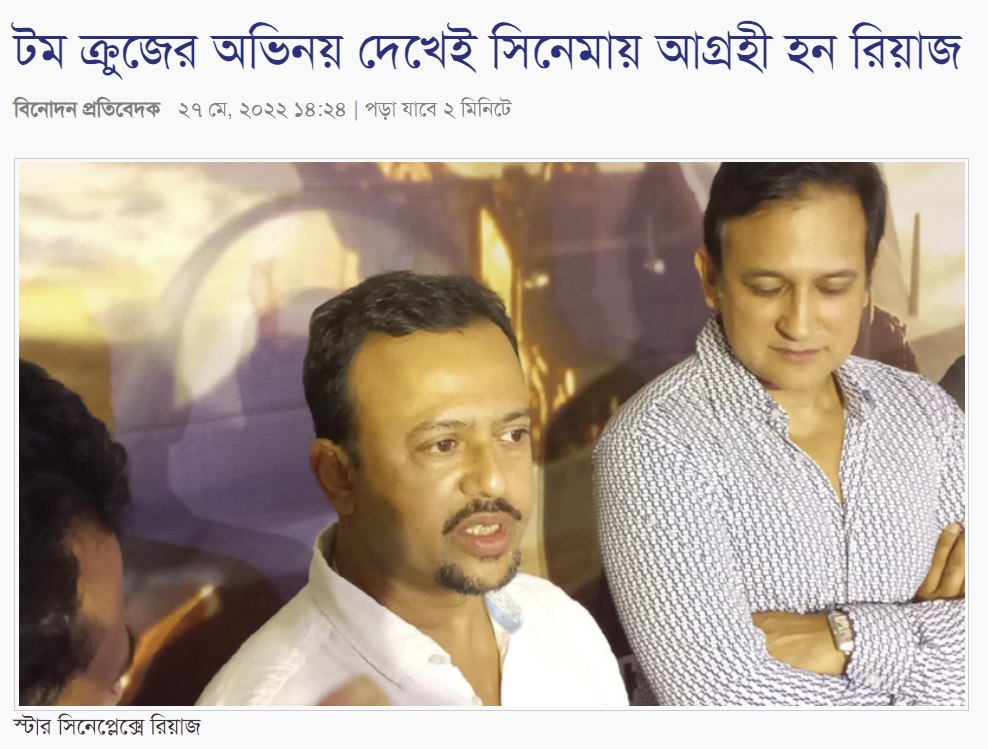 টম ক্রুজের অভিনয় দেখেই সিনেমায় আগ্রহী হন রিয়াজ
বিনোদন প্রতিবেদক ২৭ মে, ২০২২ ১৪:২৪ | পড়া যাবে ২ মিনিটে
স্টার সিনেপ্লেক্সে রিয়াজ